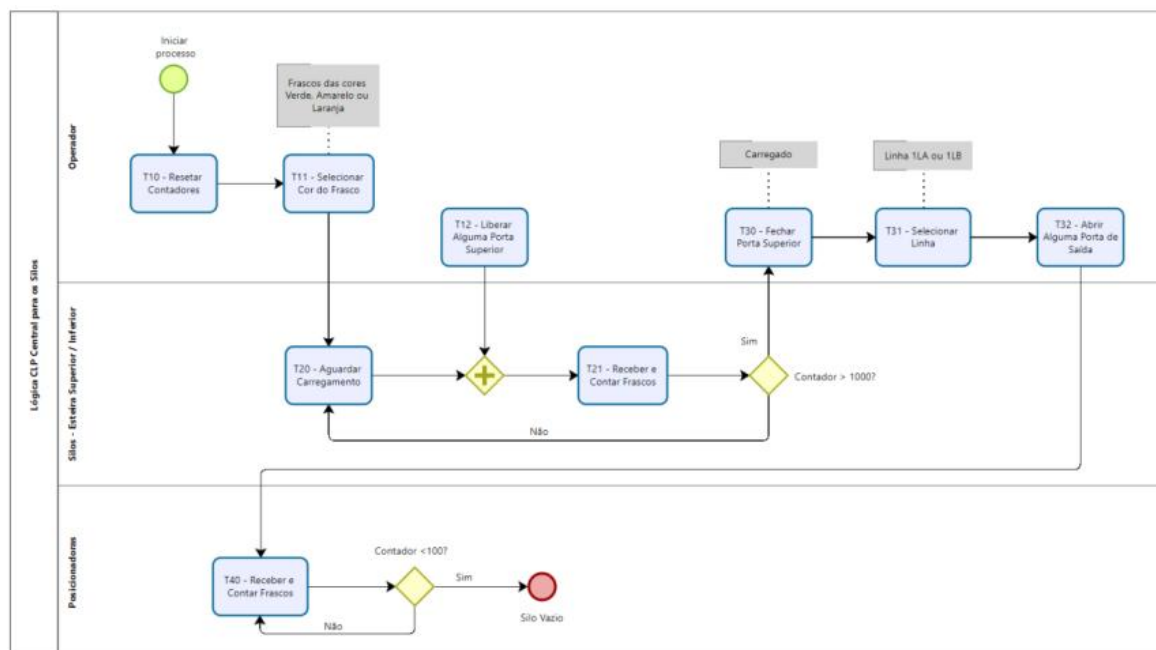 Lógica CLP Central para os Silos
Operador
Iniciar
processo
Frascos das cores
Verde, Amarelo ou
Laranja
T10 - Resetar
Contadores
T11 - Selecionar
Cor do Frasco
T12 - Liberar
Alguma Porta
Superior
Carregado
Linha 1LA ou 1LB
T30 - Fechar
Porta Superior
T31 - Selecionar
Linha
T32 - Abrir
Alguma Porta de
Saída
Silos - Esteira Superior / Inferior
T20 - Aguardar
Carregamento
T21 - Receber e
Contar Frascos
Sim
Contador > 1000?
Não
Posicionadoras
T40 - Receber e
Contar Frascos
Contador <100?
Sim
Não
Silo Vazio